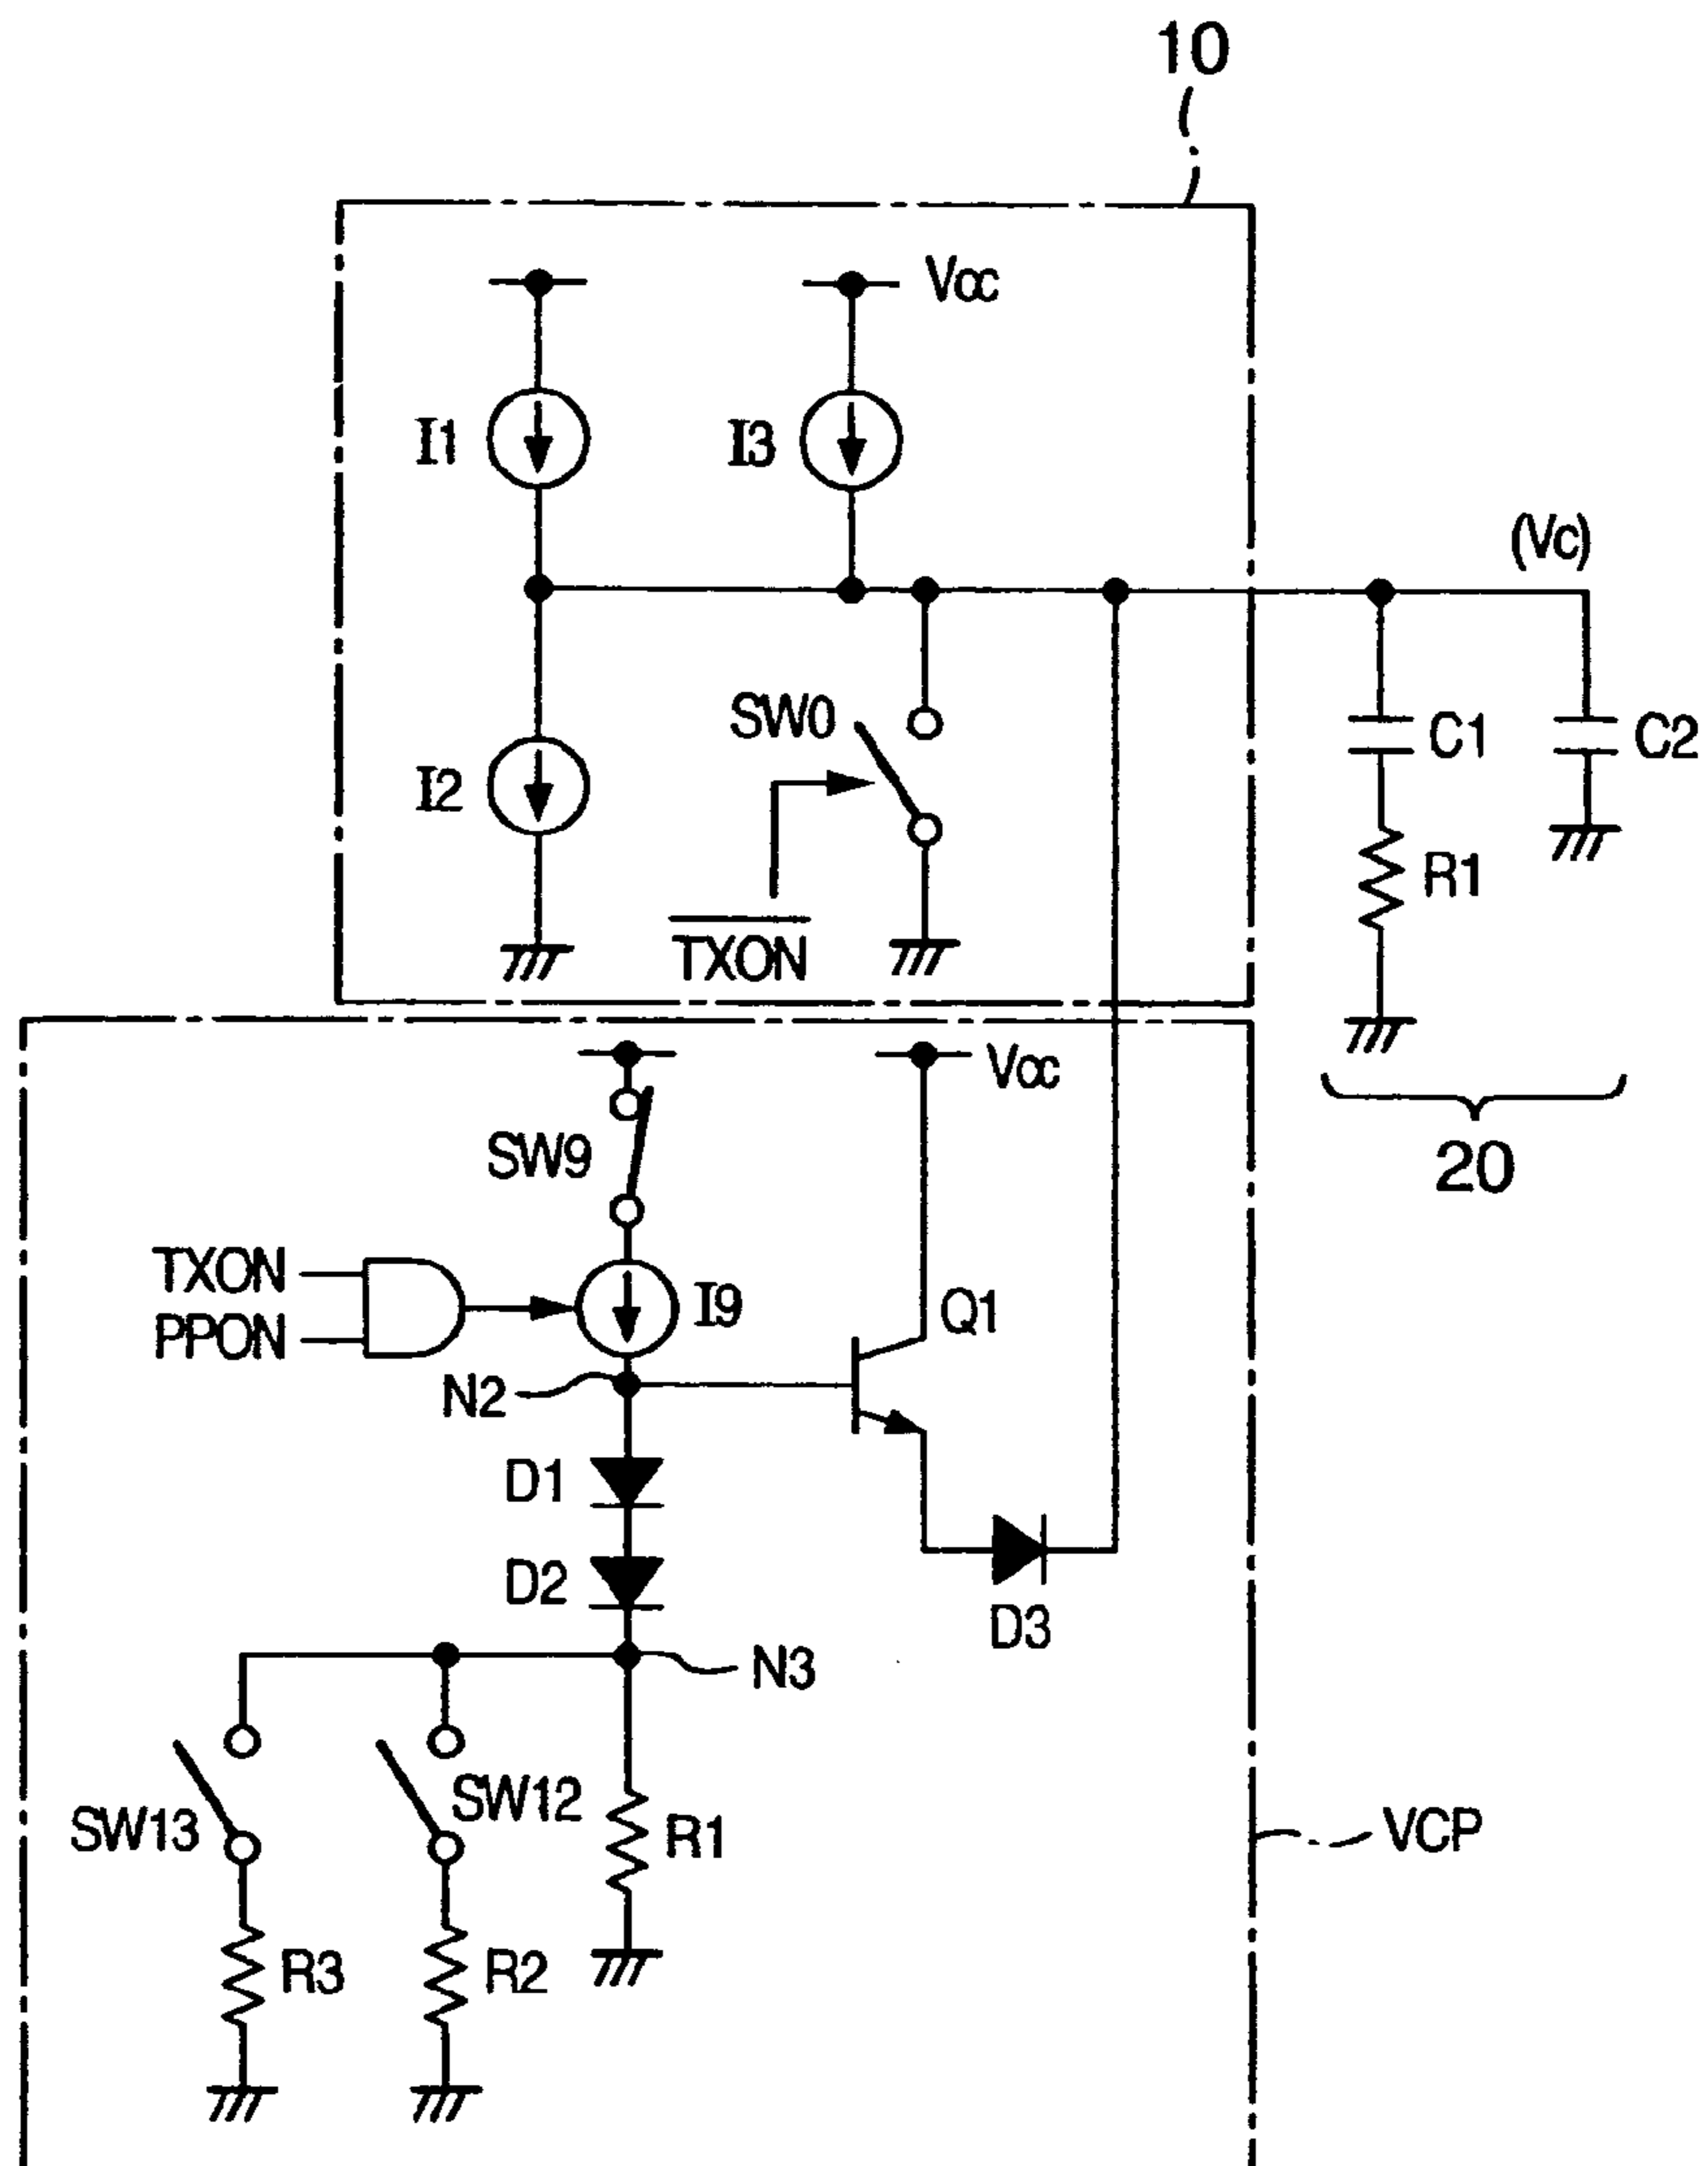 10
Vcc
I1
I3
(Vc)
SW0
C1
C2
I2
R1
TXON
Vcc
SW9
20
TXON
I9
Q1
PPON
N2
D1
D2
D3
N3
SW12
SW13
R1
VCP
R3
R2